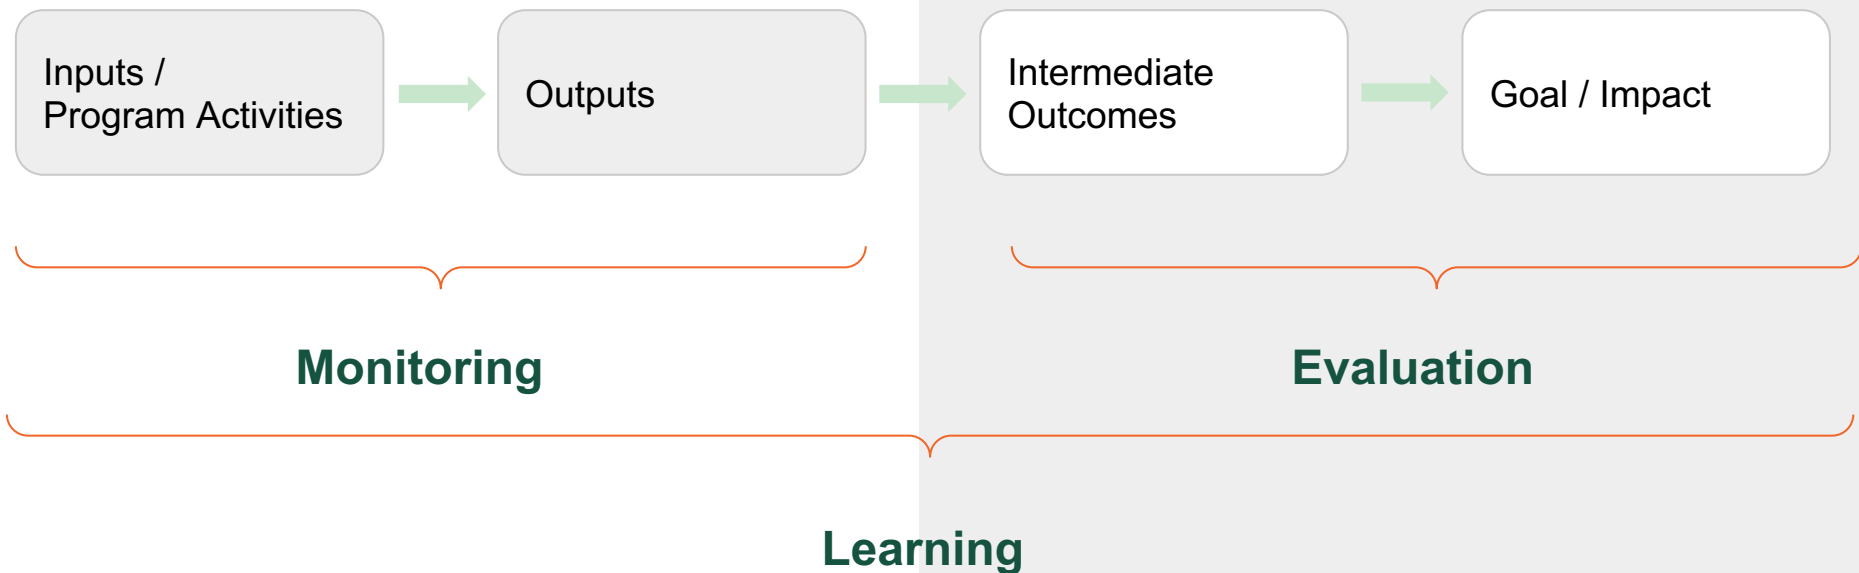 Inputs /
Program Activities
Outputs
Intermediate
Outcomes
Goal / Impact
Monitoring
Evaluation
Learning